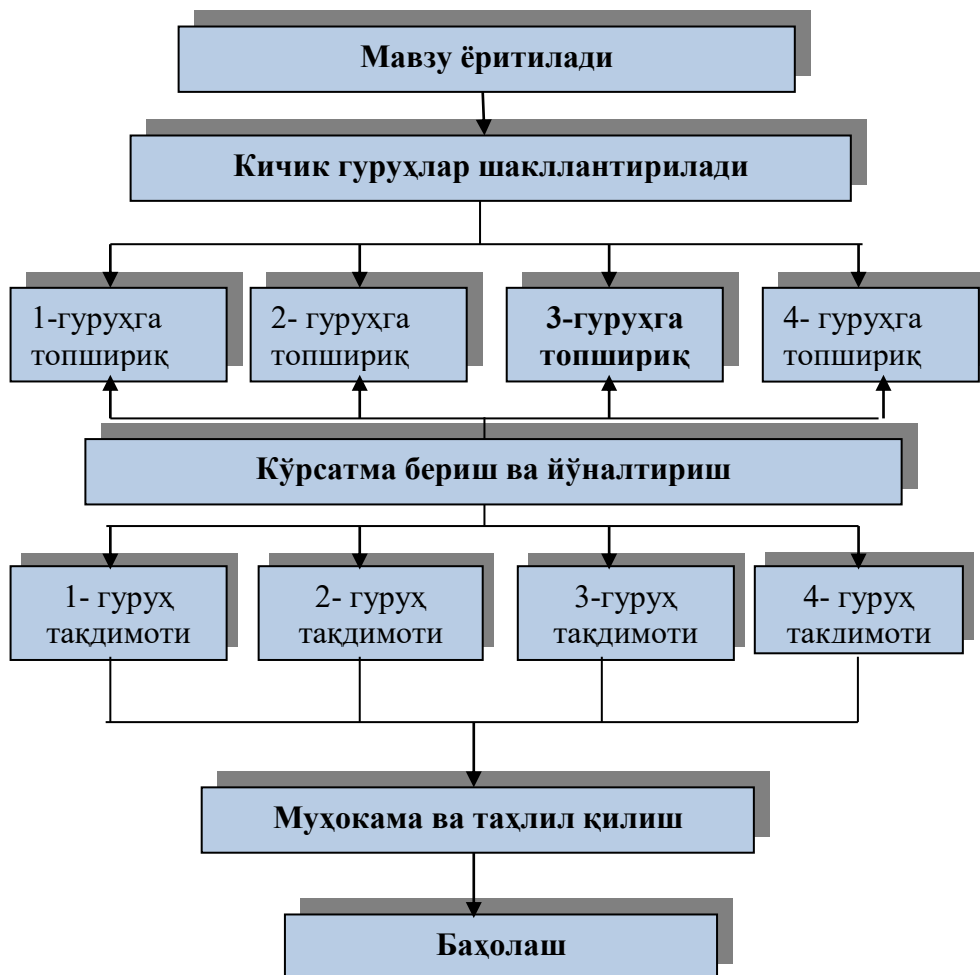 Мавзу ёритилади
Кичик гуруҳлар шакллантирилади
1-гуруҳга
топшириқ
2- гуруҳга
топшириқ
3-гуруҳга
топшириқ
4- гуруҳга
топшириқ
Кўрсатма бериш ва йўналтириш
1- гуруҳ
тақдимоти
2- гуруҳ
тақдимоти
3-гуруҳ
тақдимоти
4- гуруҳ
тақдимоти
Муҳокама ва таҳлил қилиш
Баҳолаш